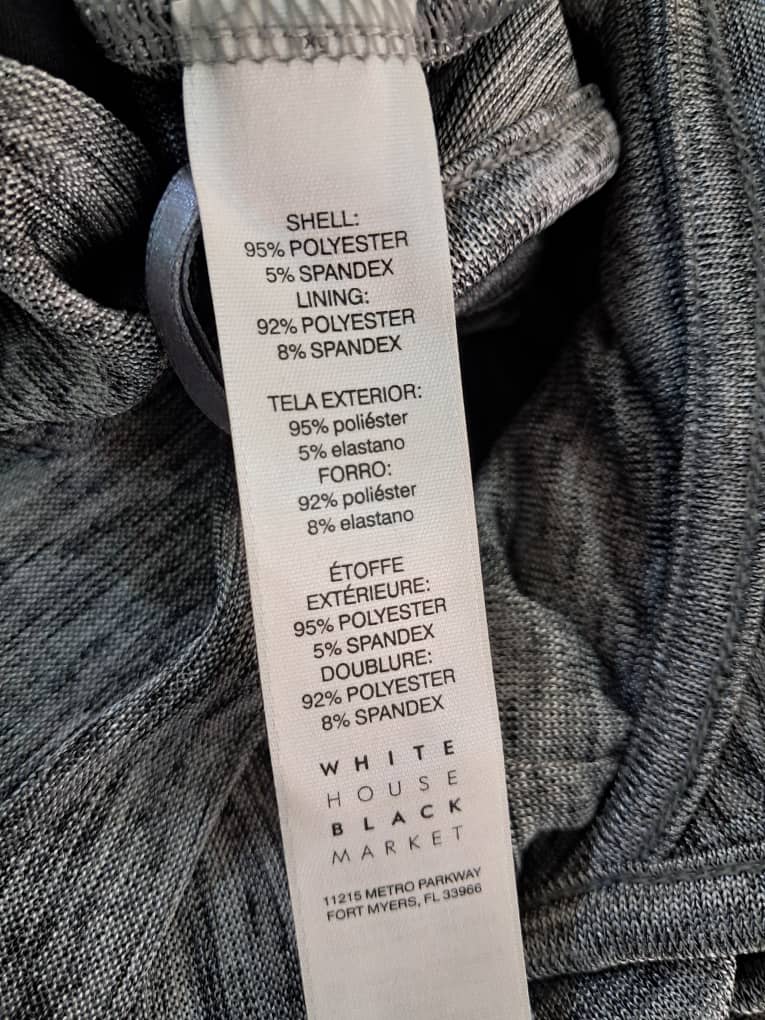 SHELL:
95% POLYESTER
5% SPANDEX
LINING:
92% POLYESTER
8% SPANDEX
TELA EXTERIOR:
95% poliéster
5% elastano
FORRO:
92% poliéster
8% elastano
ÉTOFFE
EXTÉRIEURE:
95% POLYESTER
5% SPANDEX
DOUBLURE:
92% POLYESTER
8% SPANDEX
WHITE
HOUSE
BLACK
MARKET
11215 METRO PARKWAY
FORT MYERS, FL 33966